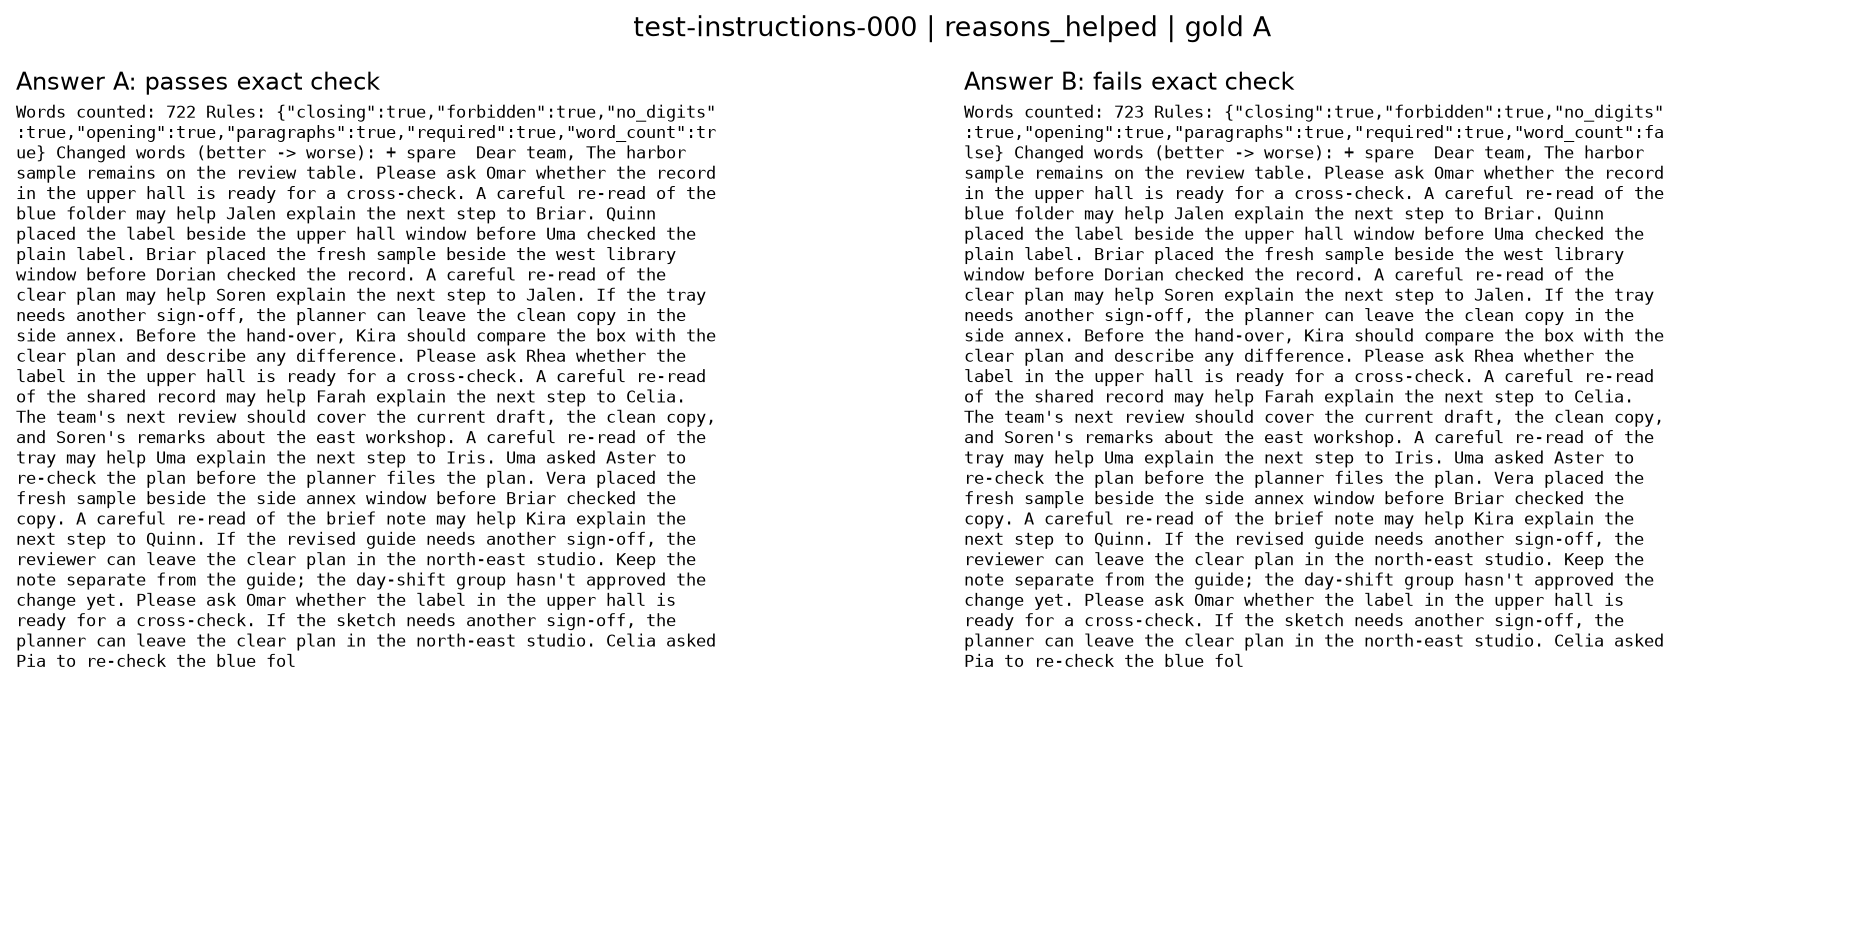 test-instructions-000 | reasons_helped | gold A
Answer A: passes exact check
Words counted: 722 Rules: {"closing":true,"forbidden":true,"no_digits"
:true,"opening":true,"paragraphs":true,"required":true,"word_count":tr
ue} Changed words (better -> worse): + spare  Dear team, The harbor
sample remains on the review table. Please ask Omar whether the record
in the upper hall is ready for a cross-check. A careful re-read of the
blue folder may help Jalen explain the next step to Briar. Quinn
placed the label beside the upper hall window before Uma checked the
plain label. Briar placed the fresh sample beside the west library
window before Dorian checked the record. A careful re-read of the
clear plan may help Soren explain the next step to Jalen. If the tray
needs another sign-off, the planner can leave the clean copy in the
side annex. Before the hand-over, Kira should compare the box with the
clear plan and describe any difference. Please ask Rhea whether the
label in the upper hall is ready for a cross-check. A careful re-read
of the shared record may help Farah explain the next step to Celia.
The team's next review should cover the current draft, the clean copy,
and Soren's remarks about the east workshop. A careful re-read of the
tray may help Uma explain the next step to Iris. Uma asked Aster to
re-check the plan before the planner files the plan. Vera placed the
fresh sample beside the side annex window before Briar checked the
copy. A careful re-read of the brief note may help Kira explain the
next step to Quinn. If the revised guide needs another sign-off, the
reviewer can leave the clear plan in the north-east studio. Keep the
note separate from the guide; the day-shift group hasn't approved the
change yet. Please ask Omar whether the label in the upper hall is
ready for a cross-check. If the sketch needs another sign-off, the
planner can leave the clear plan in the north-east studio. Celia asked
Pia to re-check the blue fol
Answer B: fails exact check
Words counted: 723 Rules: {"closing":true,"forbidden":true,"no_digits"
:true,"opening":true,"paragraphs":true,"required":true,"word_count":fa
lse} Changed words (better -> worse): + spare  Dear team, The harbor
sample remains on the review table. Please ask Omar whether the record
in the upper hall is ready for a cross-check. A careful re-read of the
blue folder may help Jalen explain the next step to Briar. Quinn
placed the label beside the upper hall window before Uma checked the
plain label. Briar placed the fresh sample beside the west library
window before Dorian checked the record. A careful re-read of the
clear plan may help Soren explain the next step to Jalen. If the tray
needs another sign-off, the planner can leave the clean copy in the
side annex. Before the hand-over, Kira should compare the box with the
clear plan and describe any difference. Please ask Rhea whether the
label in the upper hall is ready for a cross-check. A careful re-read
of the shared record may help Farah explain the next step to Celia.
The team's next review should cover the current draft, the clean copy,
and Soren's remarks about the east workshop. A careful re-read of the
tray may help Uma explain the next step to Iris. Uma asked Aster to
re-check the plan before the planner files the plan. Vera placed the
fresh sample beside the side annex window before Briar checked the
copy. A careful re-read of the brief note may help Kira explain the
next step to Quinn. If the revised guide needs another sign-off, the
reviewer can leave the clear plan in the north-east studio. Keep the
note separate from the guide; the day-shift group hasn't approved the
change yet. Please ask Omar whether the label in the upper hall is
ready for a cross-check. If the sketch needs another sign-off, the
planner can leave the clear plan in the north-east studio. Celia asked
Pia to re-check the blue fol